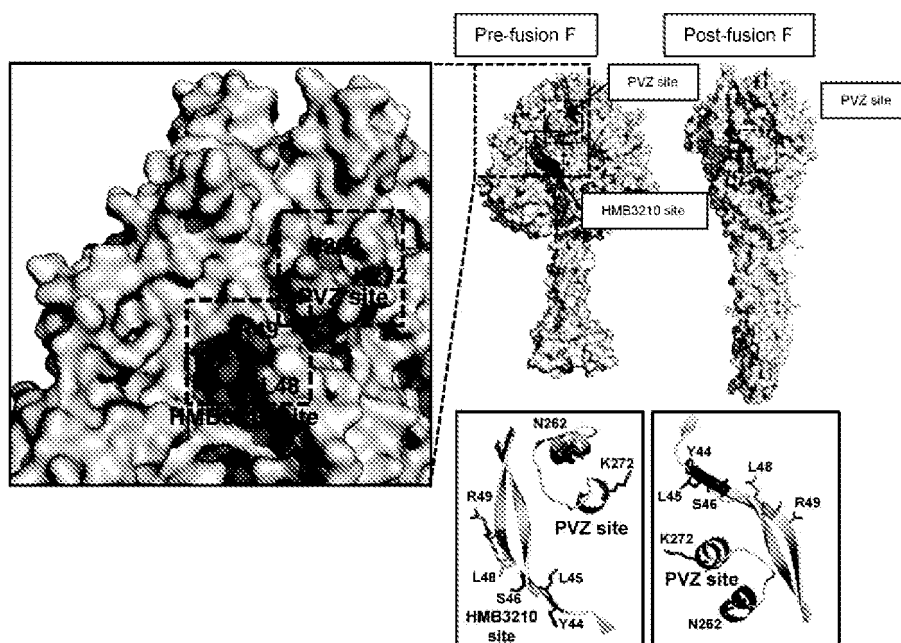 Pre-fusion F
Post-fusion F
PVZ site
PVZ site
HMB3210 site
PVZ site
L48
site
N262
K272
R49
PVZ site
L48
L45
S46
HMB3210
Y44
site
Y44
L48
L45
S46
R49
K272
PVZ site
N262